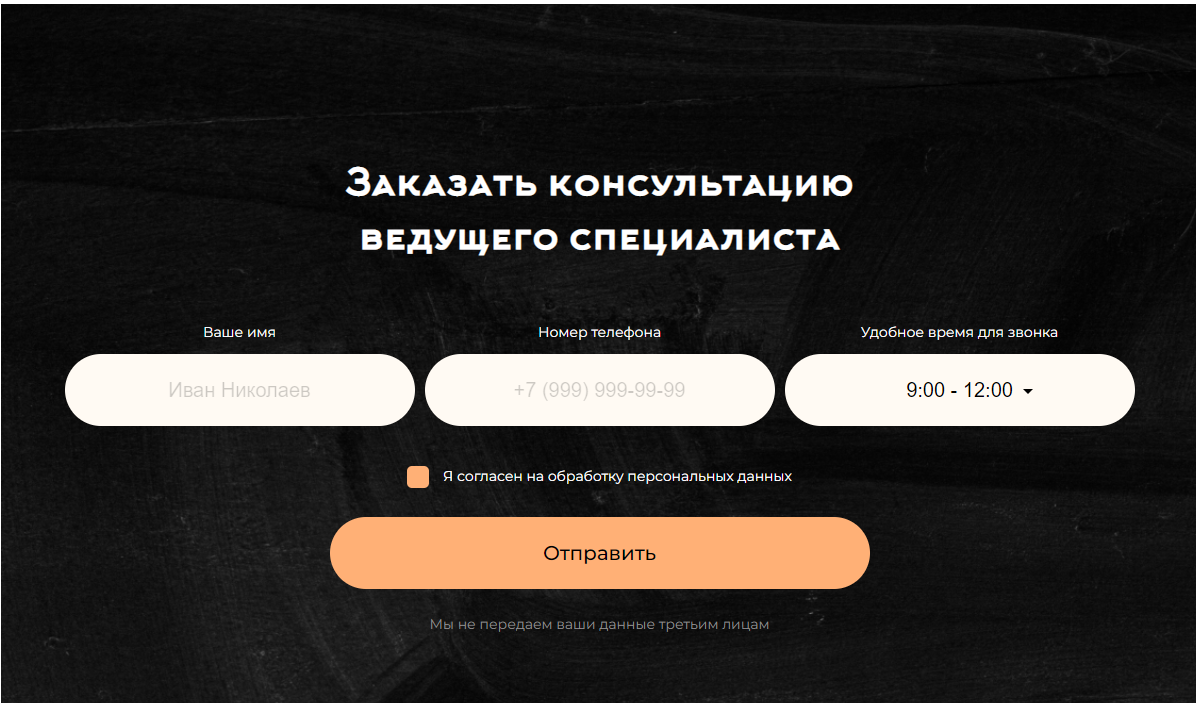 Заказать консультацию
ведущего специалиста
Ваше имя
Номер телефона
Удобное время для звонка
Иван Николаев
+7 (999) 999-99-99
9:00 - 12:00
Я согласен на обработку персональных данных
Отправить
Мы не передаем ваши данные третьим лицам